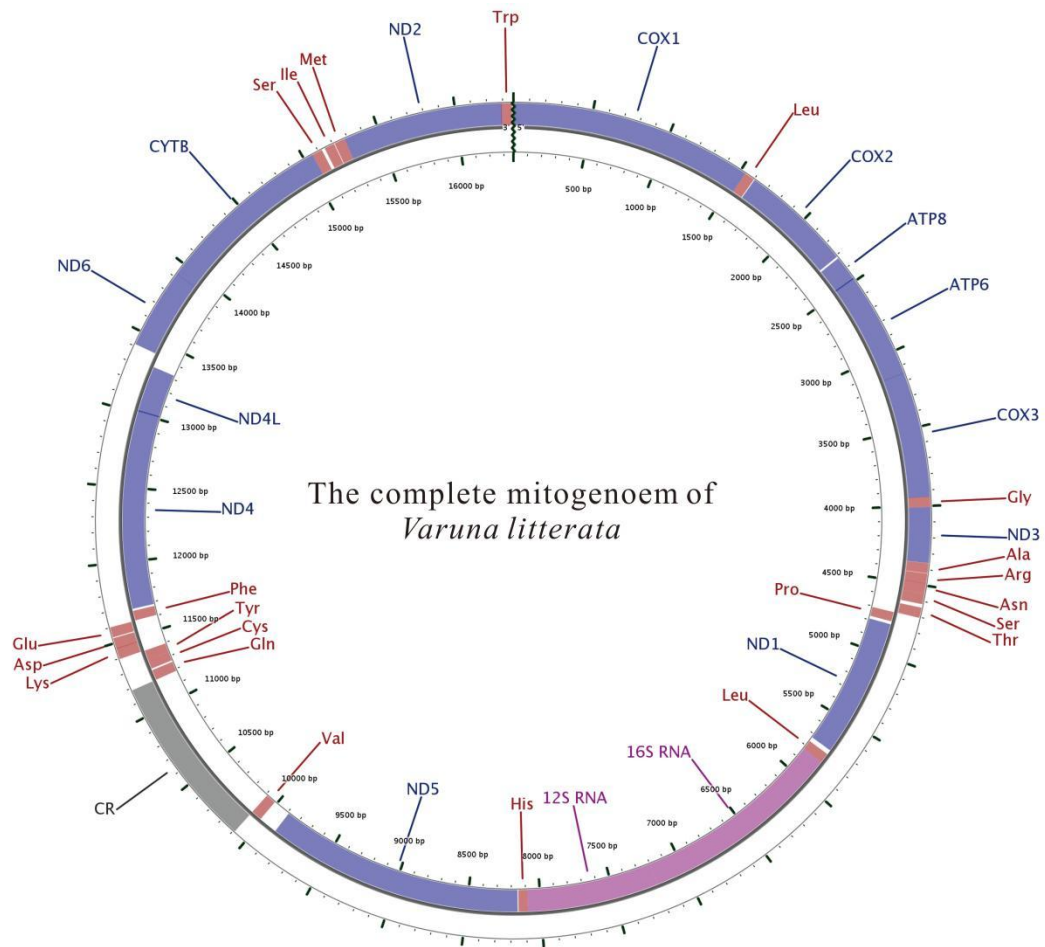 Trp
COX1
Leu
COX2
ATP8
ATP6
COX3
Gly
ND3
Ala
Arg
Asn
Ser
Thr
Pro
ND1
Leu
16S RNA
12S RNA
His
ND5
Val
CR
Gln
Cys
Tyr
Phe
Lys
Asp
Glu
ND4
ND4L
ND6
CYTB
Ser
Ile
Met
ND2
3'
5'
500 bp
1000 bp
1500 bp
2000 bp
2500 bp
3000 bp
3500 bp
4000 bp
4500 bp
5000 bp
5500 bp
6000 bp
6500 bp
7000 bp
7500 bp
8000 bp
8500 bp
9000 bp
9500 bp
10000 bp
10500 bp
11000 bp
11500 bp
12000 bp
12500 bp
13000 bp
13500 bp
14000 bp
14500 bp
15000 bp
15500 bp
16000 bp
The complete mitogenoem of
Varuna litterata